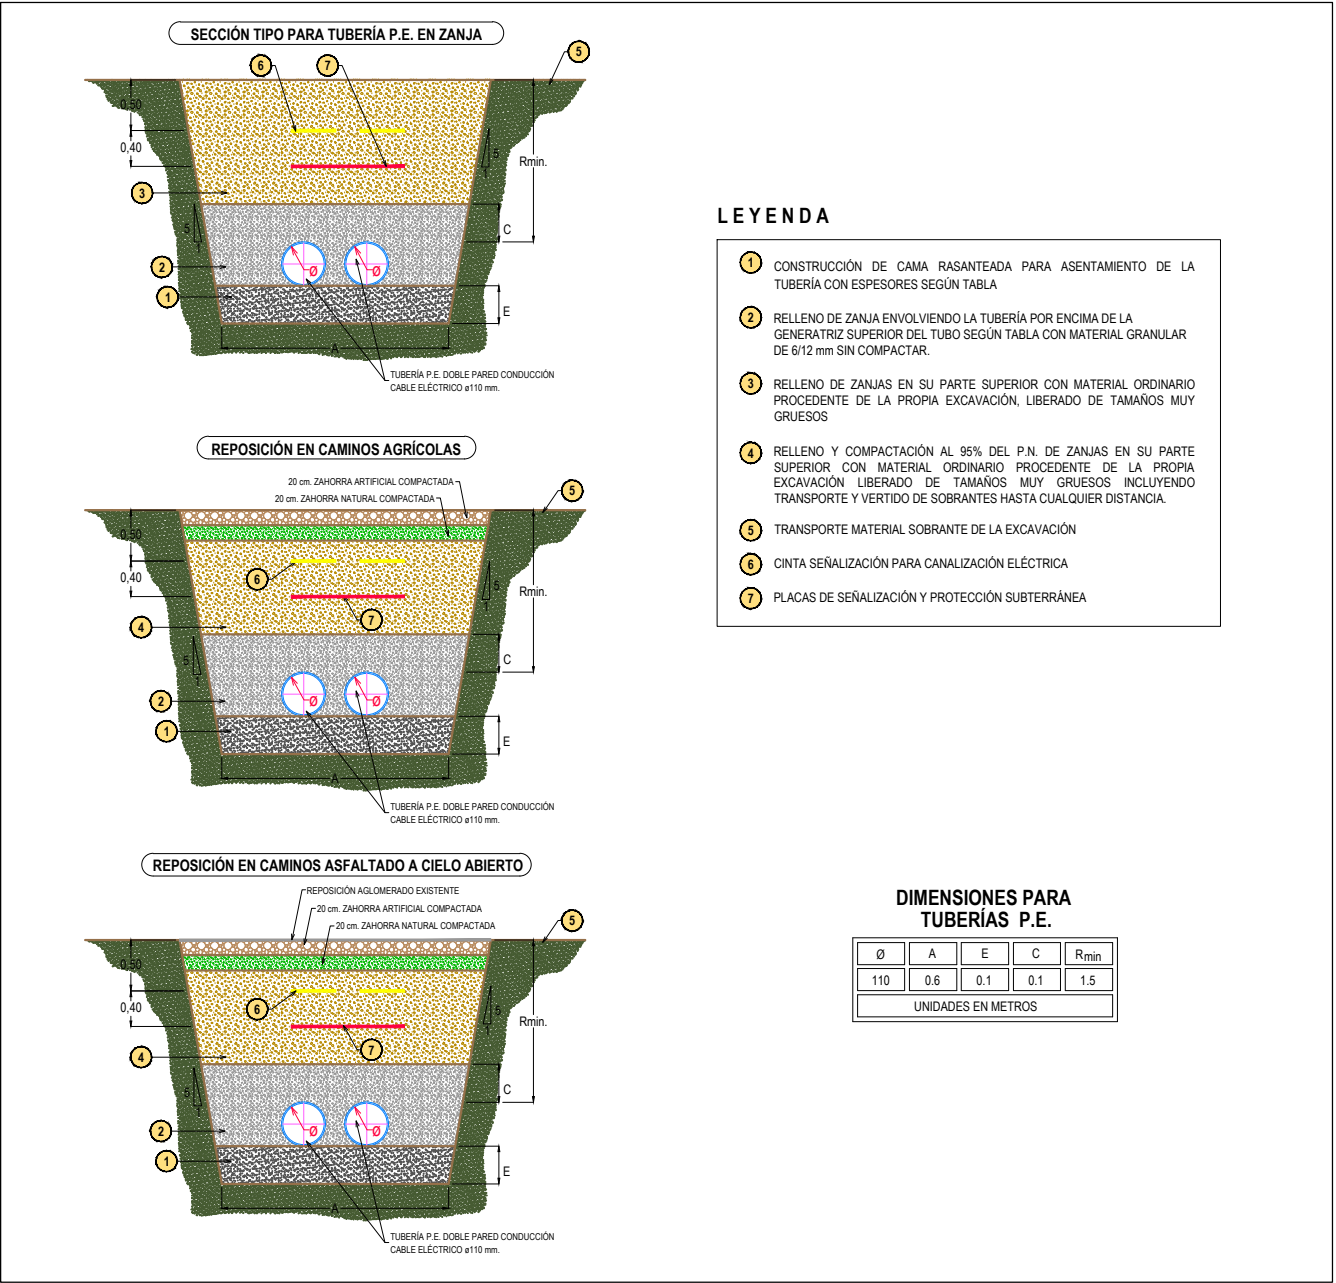 SECCIÓN TIPO PARA TUBERÍA P.E. EN ZANJA
5
6
7
0,50
0,40
5
1
Rmin.
3
5
1
C
2
1
Ø
Ø
E
A
TUBERÍA P.E. DOBLE PARED CONDUCCIÓN
CABLE ELÉCTRICO ø110 mm.
REPOSICIÓN EN CAMINOS AGRÍCOLAS
20 cm. ZAHORRA ARTIFICIAL COMPACTADA
20 cm. ZAHORRA NATURAL COMPACTADA
5
0,50
0,40
6
5
1
Rmin.
7
4
5
1
C
2
1
Ø
Ø
E
A
TUBERÍA P.E. DOBLE PARED CONDUCCIÓN
CABLE ELÉCTRICO ø110 mm.
REPOSICIÓN EN CAMINOS ASFALTADO A CIELO ABIERTO
REPOSICIÓN AGLOMERADO EXISTENTE
20 cm. ZAHORRA ARTIFICIAL COMPACTADA
20 cm. ZAHORRA NATURAL COMPACTADA
5
0,50
0,40
6
5
1
Rmin.
7
4
5
1
C
2
1
Ø
Ø
E
A
TUBERÍA P.E. DOBLE PARED CONDUCCIÓN
CABLE ELÉCTRICO ø110 mm.
LEYENDA
1 CONSTRUCCIÓN DE CAMA RASANTEADA PARA ASENTAMIENTO DE LA
TUBERÍA CON ESPESORES SEGÚN TABLA
2 RELLENO DE ZANJA ENVOLVIENDO LA TUBERÍA POR ENCIMA DE LA
GENERATRIZ SUPERIOR DEL TUBO SEGÚN TABLA CON MATERIAL GRANULAR
DE 6/12 mm SIN COMPACTAR.
3 RELLENO DE ZANJAS EN SU PARTE SUPERIOR CON MATERIAL ORDINARIO
PROCEDENTE DE LA PROPIA EXCAVACIÓN, LIBERADO DE TAMAÑOS MUY
GRUESOS
4 RELLENO Y COMPACTACIÓN AL 95% DEL P.N. DE ZANJAS EN SU PARTE
SUPERIOR CON MATERIAL ORDINARIO PROCEDENTE DE LA PROPIA
EXCAVACIÓN LIBERADO DE TAMAÑOS MUY GRUESOS INCLUYENDO
TRANSPORTE Y VERTIDO DE SOBRANTES HASTA CUALQUIER DISTANCIA.
5 TRANSPORTE MATERIAL SOBRANTE DE LA EXCAVACIÓN
6 CINTA SEÑALIZACIÓN PARA CANALIZACIÓN ELÉCTRICA
7 PLACAS DE SEÑALIZACIÓN Y PROTECCIÓN SUBTERRÁNEA
DIMENSIONES PARA
TUBERÍAS P.E.
Ø A E C Rmin
110 0.6 0.1 0.1 1.5
UNIDADES EN METROS